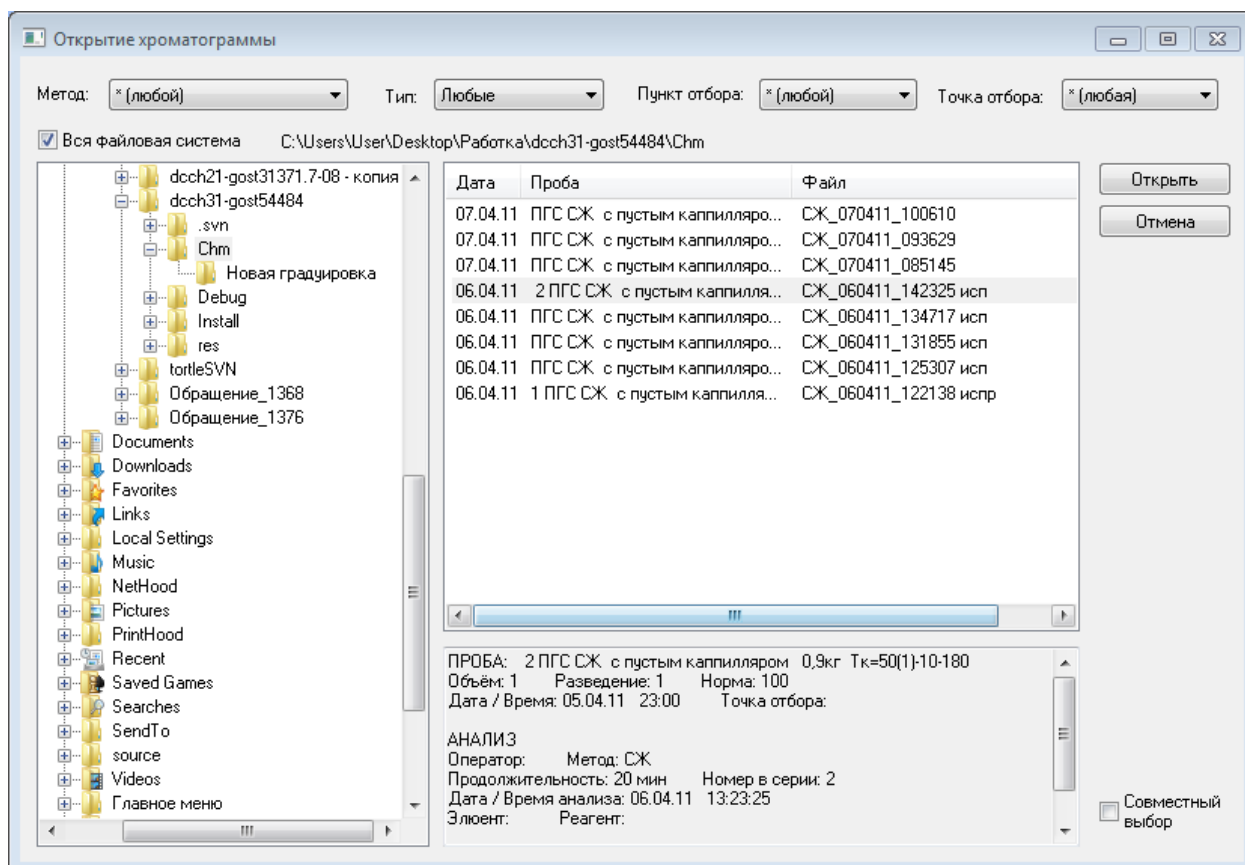 Открытие хроматограммы
Метод: * (любой) Тип: Любые Пункт отбора: * (любой) Точка отбора: * (любая)
Вся файловая система C:\Users\User\Desktop\Работка\dcch31-gost54484\Chm
dcch21-gost31371.7-08 - копия
dcch31-gost54484
.svn
Chm
Новая градуировка
Debug
Install
res
tortleSVN
Обращение_1368
Обращение_1376
Documents
Downloads
Favorites
Links
Local Settings
Music
NetHood
Pictures
PrintHood
Recent
Saved Games
Searches
SendTo
source
Videos
Главное меню
Дата Проба Файл
07.04.11 ПГС СЖ с пустым каппилляро... СЖ_070411_100610
07.04.11 ПГС СЖ с пустым каппилляро... СЖ_070411_093629
07.04.11 ПГС СЖ с пустым каппилляро... СЖ_070411_085145
06.04.11 2 ПГС СЖ с пустым каппилля... СЖ_060411_142325 исп
06.04.11 ПГС СЖ с пустым каппилляро... СЖ_060411_134717 исп
06.04.11 ПГС СЖ с пустым каппилляро... СЖ_060411_131855 исп
06.04.11 ПГС СЖ с пустым каппилляро... СЖ_060411_125307 исп
06.04.11 1 ПГС СЖ с пустым каппилля... СЖ_060411_122138 испр
ПРОБА: 2 ПГС СЖ с пустым каппилляром 0,9кг Тк=50(1)-10-180
Объём: 1 Разведение: 1 Норма: 100
Дата / Время: 05.04.11 23:00 Точка отбора:
АНАЛИЗ
Оператор: Метод: СЖ
Продолжительность: 20 мин Номер в серии: 2
Дата / Время анализа: 06.04.11 13:23:25
Элюент: Реагент:
Открыть
Отмена
Совместный
выбор